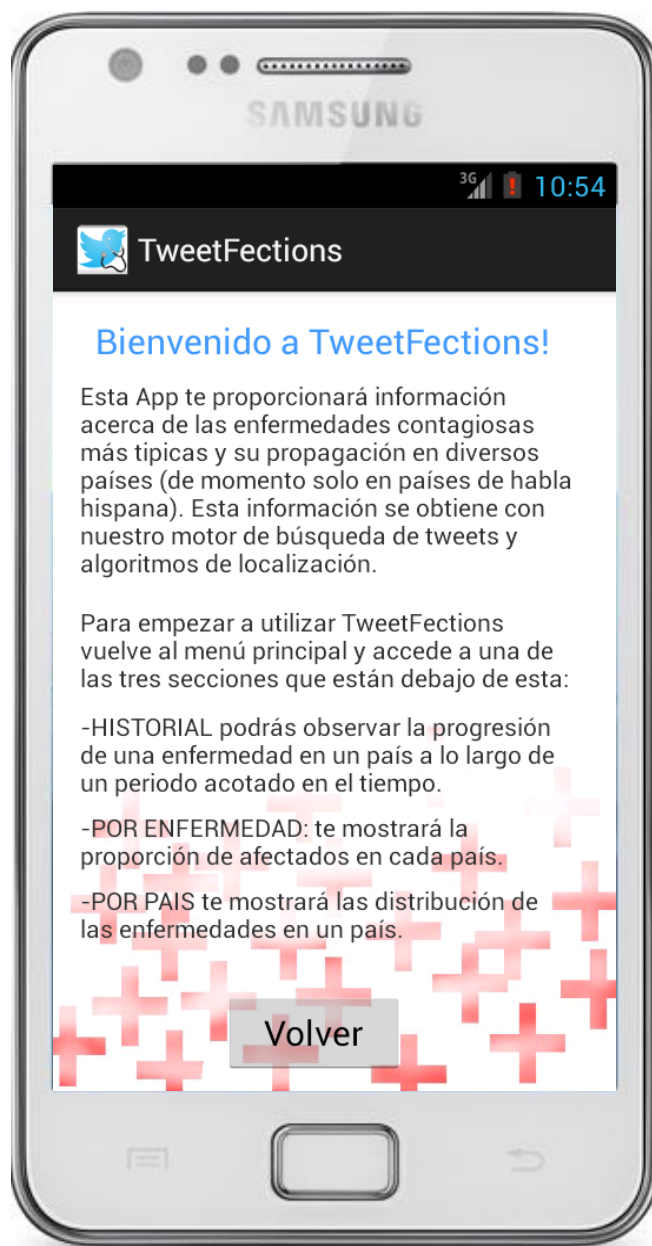 SAMSUNG
3G 10:54
TweetFections
Bienvenido a TweetFections!
Esta App te proporcionará información
acerca de las enfermedades contagiosas
más tipicas y su propagación en diversos
países (de momento solo en países de habla
hispana). Esta información se obtiene con
nuestro motor de búsqueda de tweets y
algoritmos de localización.
Para empezar a utilizar TweetFections
vuelve al menú principal y accede a una de
las tres secciones que están debajo de esta:
-HISTORIAL podrás observar la progresión
de una enfermedad en un país a lo largo de
un periodo acotado en el tiempo.
-POR ENFERMEDAD: te mostrará la
proporción de afectados en cada país.
-POR PAIS te mostrará las distribución de
las enfermedades en un país.
Volver